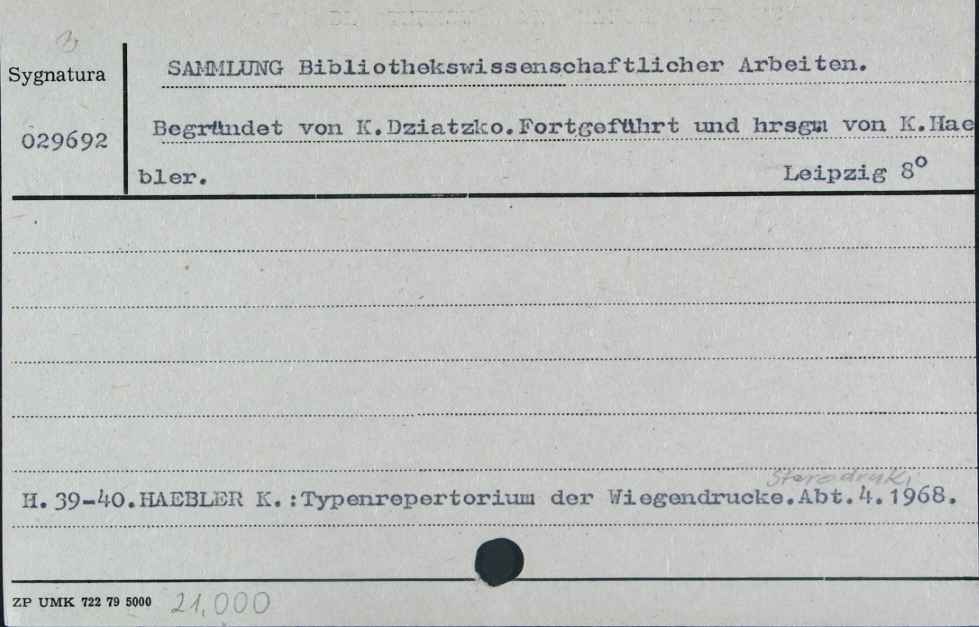 B
Sygnatura
SAMMLUNG Bibliothekswissenschaftlicher Arbeiten.
029692
Begründet von K.Dziatzko.Fortgeführt und hrsgm von K.Hae
bler. Leipzig 8°
Starodruki
H. 39-40.HAEBLER K.:Typenrepertorium der Wiegendrucke.Abt.4.1968.
ZP UMK 722 79 5000 21,000